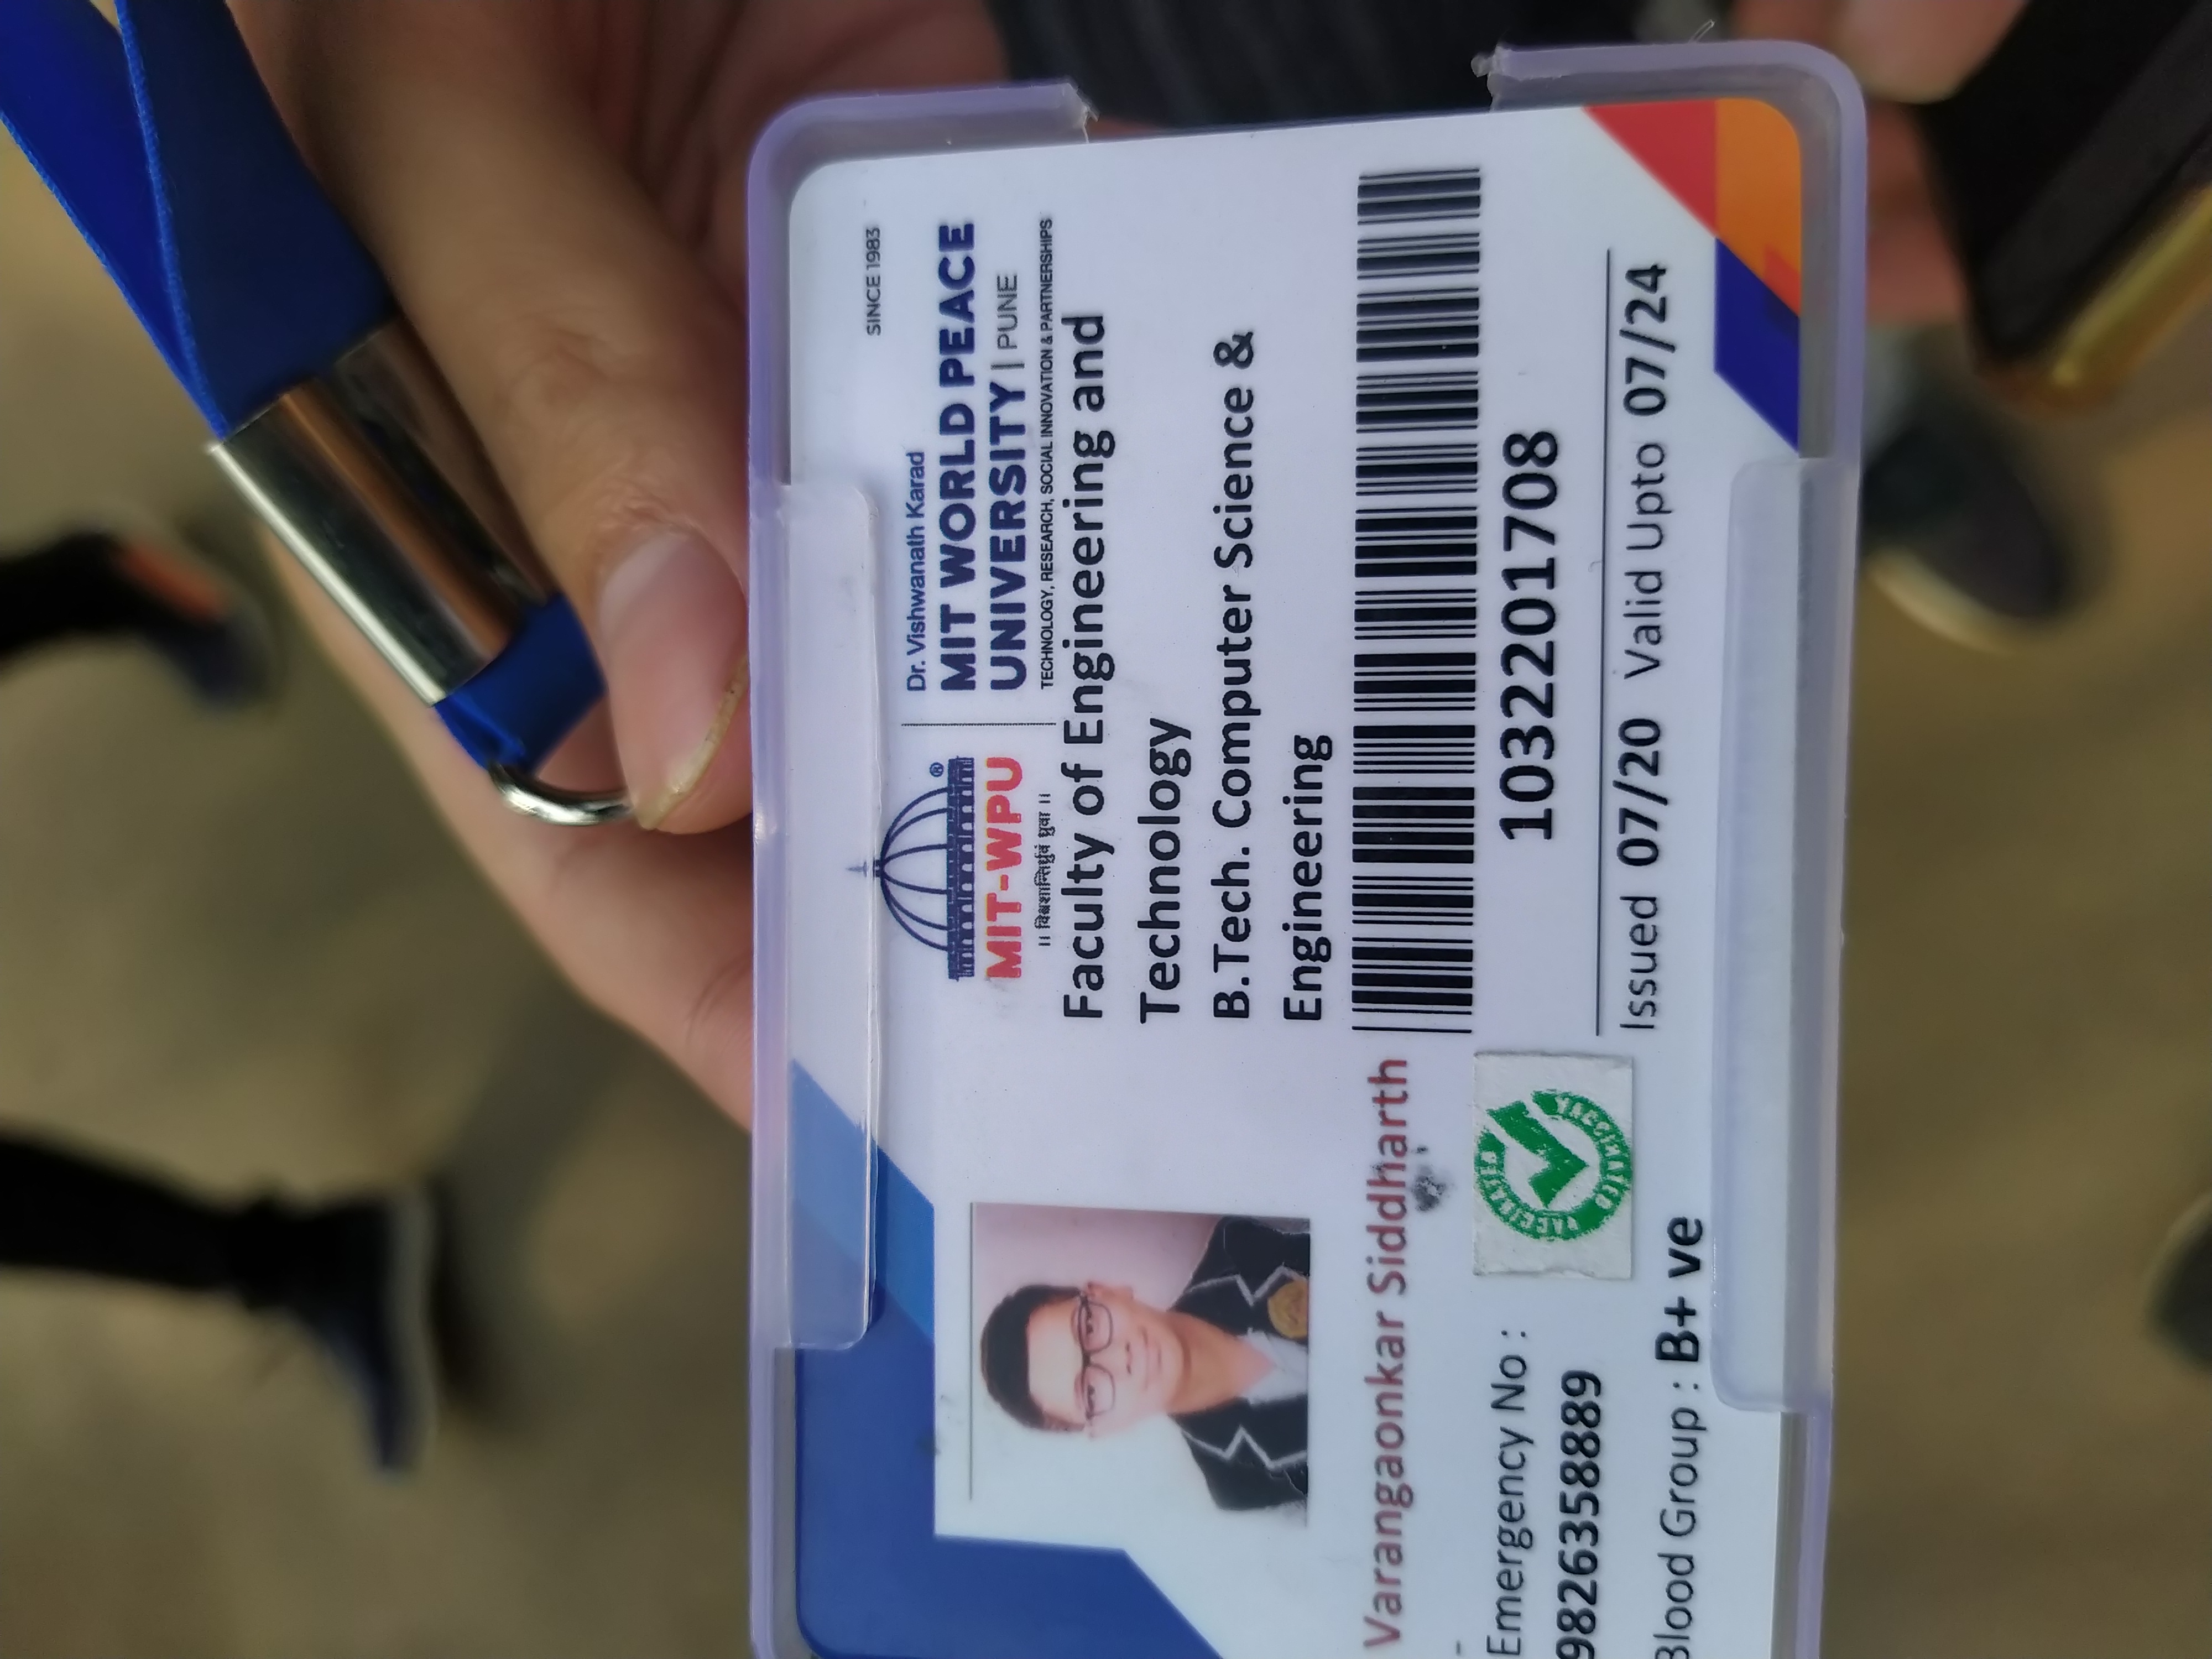 SINCE 1983
Dr. Vishwanath Karad
MIT WORLD PEACE
UNIVERSITY | PUNE
TECHNOLOGY, RESEARCH, SOCIAL INNOVATION & PARTNERSHIPS
®
MIT-WPU
॥ विश्वशान्तिर्ध्रुवं ध्रुवा ॥
Faculty of Engineering and
Technology
B.Tech. Computer Science &
Engineering
Varangaonkar Siddharth
-
Emergency No :
9826358889
VACCINATED VACCINATED
Blood Group : B+ ve
1032201708
Issued 07/20 Valid Upto 07/24